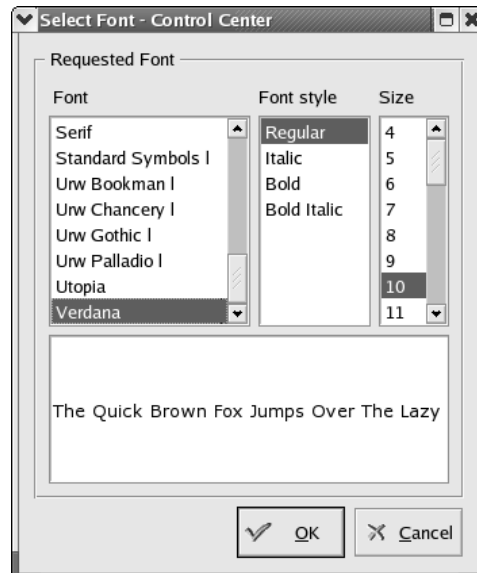 Select Font - Control Center
Requested Font
Font
Font style
Size
Serif
Standard Symbols l
Urw Bookman l
Urw Chancery l
Urw Gothic l
Urw Palladio l
Utopia
Verdana
Regular
Italic
Bold
Bold Italic
4
5
6
7
8
9
10
11
The Quick Brown Fox Jumps Over The Lazy
OK
Cancel